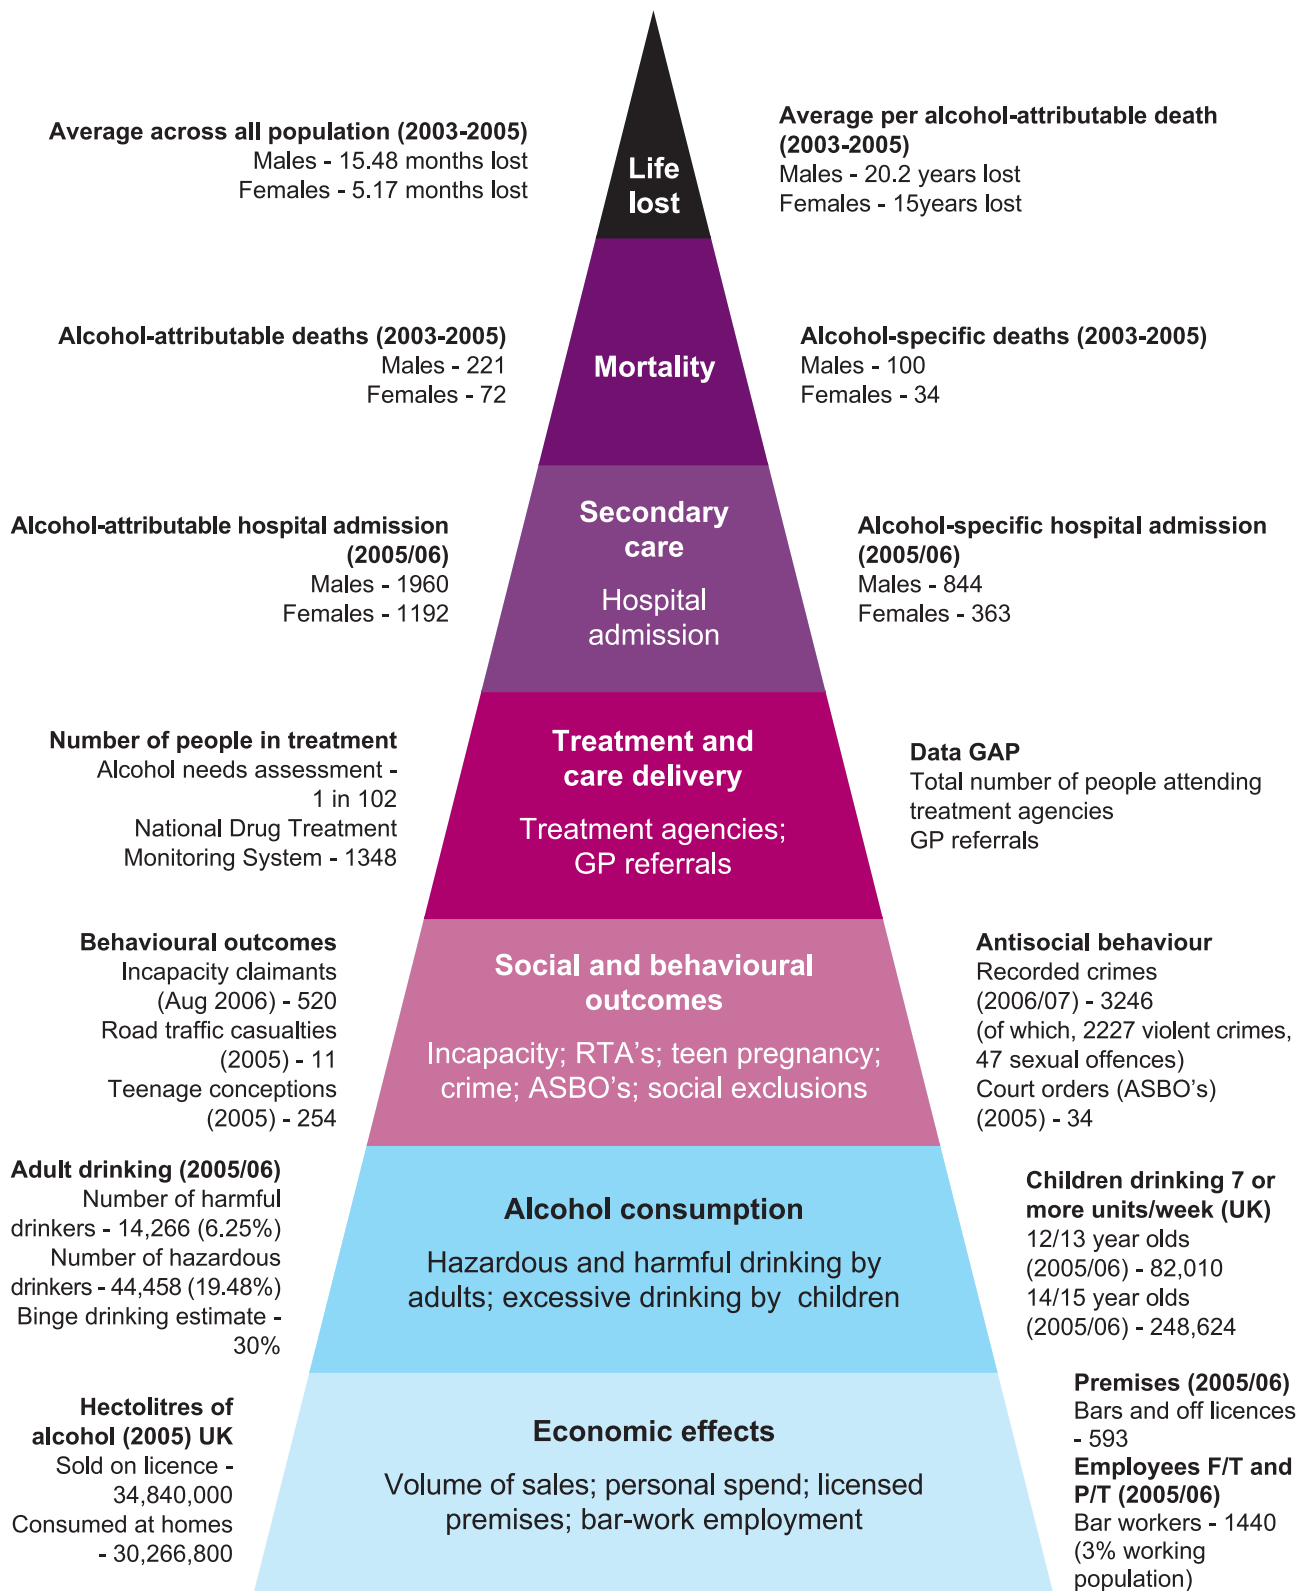 Average across all population (2003-2005)
Males - 15.48 months lost
Females - 5.17 months lost
Life
lost
Average per alcohol-attributable death
(2003-2005)
Males - 20.2 years lost
Females - 15years lost
Alcohol-attributable deaths (2003-2005)
Males - 221
Females - 72
Mortality
Alcohol-specific deaths (2003-2005)
Males - 100
Females - 34
Alcohol-attributable hospital admission
(2005/06)
Males - 1960
Females - 1192
Secondary
care
Hospital
admission
Alcohol-specific hospital admission
(2005/06)
Males - 844
Females - 363
Number of people in treatment
Alcohol needs assessment -
1 in 102
National Drug Treatment
Monitoring System - 1348
Treatment and
care delivery
Treatment agencies;
GP referrals
Data GAP
Total number of people attending
treatment agencies
GP referrals
Behavioural outcomes
Incapacity claimants
(Aug 2006) - 520
Road traffic casualties
(2005) - 11
Teenage conceptions
(2005) - 254
Social and behavioural
outcomes
Incapacity; RTA's; teen pregnancy;
crime; ASBO's; social exclusions
Antisocial behaviour
Recorded crimes
(2006/07) - 3246
(of which, 2227 violent crimes,
47 sexual offences)
Court orders (ASBO's)
(2005) - 34
Adult drinking (2005/06)
Number of harmful
drinkers - 14,266 (6.25%)
Number of hazardous
drinkers - 44,458 (19.48%)
Binge drinking estimate -
30%
Alcohol consumption
Hazardous and harmful drinking by
adults; excessive drinking by children
Children drinking 7 or
more units/week (UK)
12/13 year olds
(2005/06) - 82,010
14/15 year olds
(2005/06) - 248,624
Hectolitres of
alcohol (2005) UK
Sold on licence -
34,840,000
Consumed at homes
- 30,266,800
Economic effects
Volume of sales; personal spend; licensed
premises; bar-work employment
Premises (2005/06)
Bars and off licences
- 593
Employees F/T and
P/T (2005/06)
Bar workers - 1440
(3% working
population)